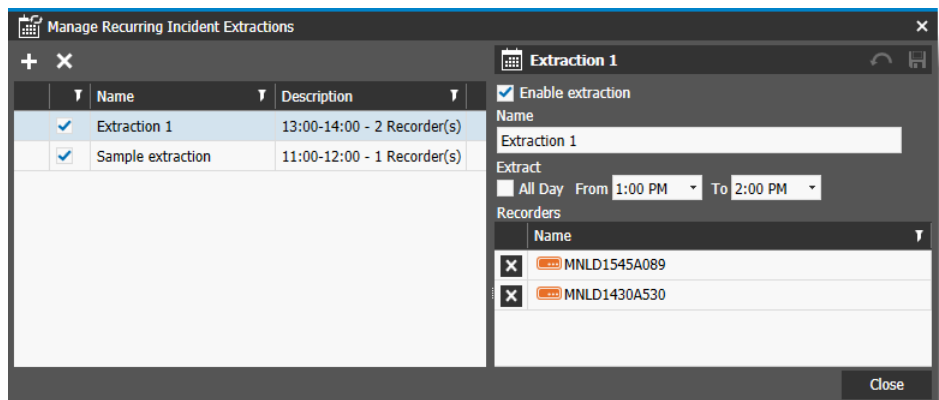 Manage Recurring Incident Extractions
Name Description
Extraction 1 13:00-14:00 - 2 Recorder(s)
Sample extraction 11:00-12:00 - 1 Recorder(s)
Extraction 1
Enable extraction
Name
Extraction 1
Extract
All Day From 1:00 PM To 2:00 PM
Recorders
Name
MNLD1545A089
MNLD1430A530
Close